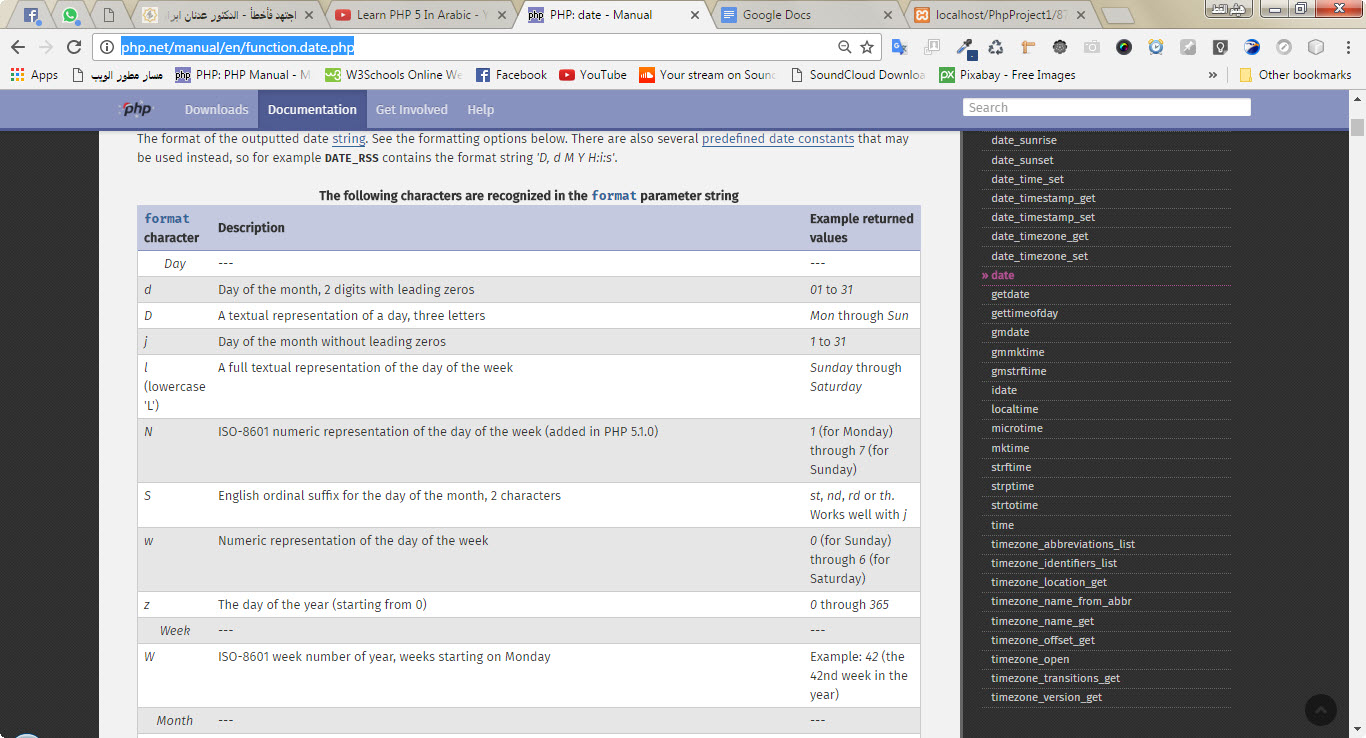 اجتهد فأخطأ - الدكتور عدنان ابرا
Learn PHP 5 In Arabic - Y
PHP: date - Manual
Google Docs
localhost/PhpProject1/87
php.net/manual/en/function.date.php
Apps
مسار مطور الويب
PHP: PHP Manual - M
W3Schools Online We
Facebook
YouTube
Your stream on Soun
SoundCloud Downloa
Pixabay - Free Images
»
Other bookmarks
php
Downloads
Documentation
Get Involved
Help
Search
The format of the outputted date string. See the formatting options below. There are also several predefined date constants that may
be used instead, so for example DATE_RSS contains the format string 'D, d M Y H:i:s'.
The following characters are recognized in the format parameter string
format character Description Example returned values
Day --- ---
d Day of the month, 2 digits with leading zeros 01 to 31
D A textual representation of a day, three letters Mon through Sun
j Day of the month without leading zeros 1 to 31
l (lowercase 'L') A full textual representation of the day of the week Sunday through Saturday
N ISO-8601 numeric representation of the day of the week (added in PHP 5.1.0) 1 (for Monday) through 7 (for Sunday)
S English ordinal suffix for the day of the month, 2 characters st, nd, rd or th. Works well with j
w Numeric representation of the day of the week 0 (for Sunday) through 6 (for Saturday)
z The day of the year (starting from 0) 0 through 365
Week --- ---
W ISO-8601 week number of year, weeks starting on Monday Example: 42 (the 42nd week in the year)
Month --- ---
date_sunrise
date_sunset
date_time_set
date_timestamp_get
date_timestamp_set
date_timezone_get
date_timezone_set
» date
getdate
gettimeofday
gmdate
gmmktime
gmstrftime
idate
localtime
microtime
mktime
strftime
strptime
strtotime
time
timezone_abbreviations_list
timezone_identifiers_list
timezone_location_get
timezone_name_from_abbr
timezone_name_get
timezone_offset_get
timezone_open
timezone_transitions_get
timezone_version_get